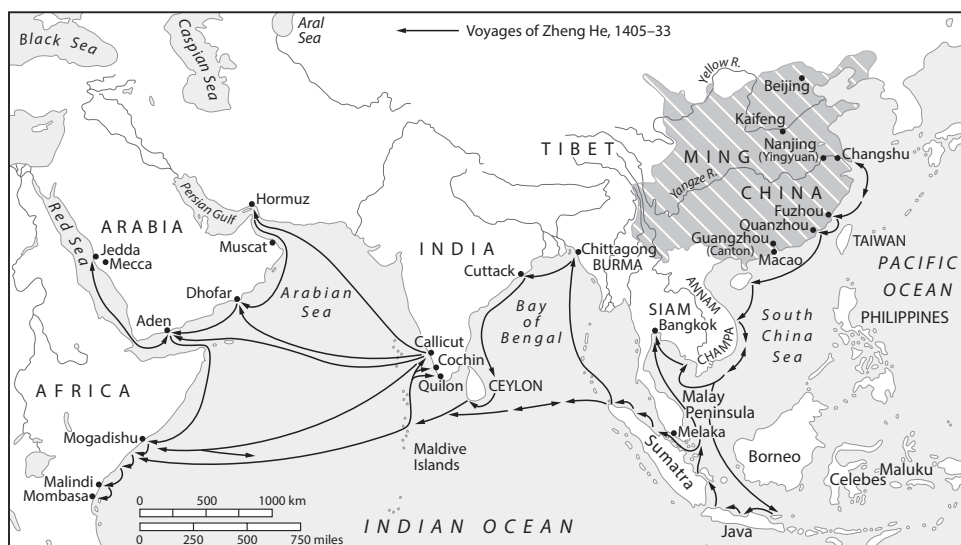 Black Sea
Caspian Sea
Aral
Sea
Voyages of Zheng He, 1405–33
Yellow R.
Beijing
Kaifeng
TIBET
MING
Nanjing
(Yingyuan)
Changshu
Yangze R.
CHINA
Persian Gulf
Hormuz
Red Sea
ARABIA
Jedda
Mecca
Muscat
INDIA
Cuttack
Chittagong
BURMA
Fuzhou
Quanzhou
Guangzhou
(Canton)
Macao
TAIWAN
PACIFIC
OCEAN
PHILIPPINES
Dhofar
Arabian
Sea
Bay
of
Bengal
ANNAM
SIAM
Bangkok
CHAMPA
South
China
Sea
Aden
Callicut
Cochin
Quilon
CEYLON
AFRICA
Malay
Peninsula
Mogadishu
Maldive
Islands
Melaka
Sumatra
Borneo
Celebes
Maluku
Malindi
Mombasa
0 500 1000 km
0 250 500 750 miles
INDIAN OCEAN
Java